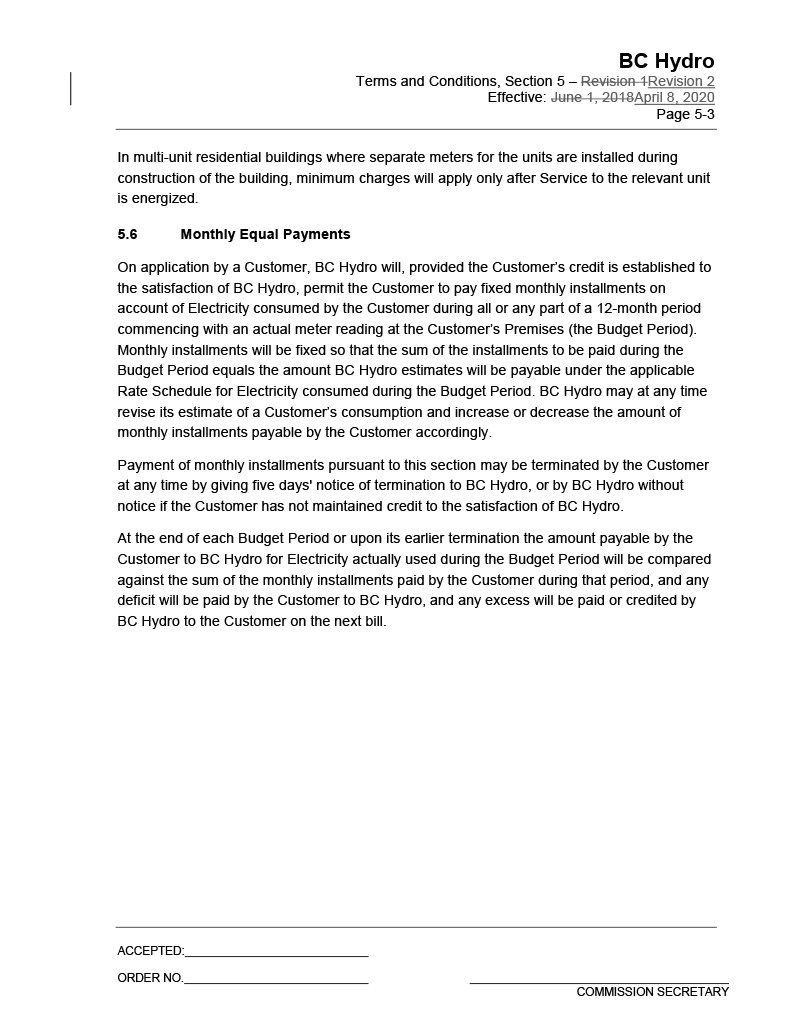 BC Hydro
Terms and Conditions, Section 5 – Revision 1Revision 2
Effective: June 1, 2018April 8, 2020
Page 5-3
In multi-unit residential buildings where separate meters for the units are installed during
construction of the building, minimum charges will apply only after Service to the relevant unit
is energized.
5.6 Monthly Equal Payments
On application by a Customer, BC Hydro will, provided the Customer’s credit is established to
the satisfaction of BC Hydro, permit the Customer to pay fixed monthly installments on
account of Electricity consumed by the Customer during all or any part of a 12-month period
commencing with an actual meter reading at the Customer’s Premises (the Budget Period).
Monthly installments will be fixed so that the sum of the installments to be paid during the
Budget Period equals the amount BC Hydro estimates will be payable under the applicable
Rate Schedule for Electricity consumed during the Budget Period. BC Hydro may at any time
revise its estimate of a Customer’s consumption and increase or decrease the amount of
monthly installments payable by the Customer accordingly.
Payment of monthly installments pursuant to this section may be terminated by the Customer
at any time by giving five days' notice of termination to BC Hydro, or by BC Hydro without
notice if the Customer has not maintained credit to the satisfaction of BC Hydro.
At the end of each Budget Period or upon its earlier termination the amount payable by the
Customer to BC Hydro for Electricity actually used during the Budget Period will be compared
against the sum of the monthly installments paid by the Customer during that period, and any
deficit will be paid by the Customer to BC Hydro, and any excess will be paid or credited by
BC Hydro to the Customer on the next bill.
ACCEPTED:
ORDER NO.
COMMISSION SECRETARY